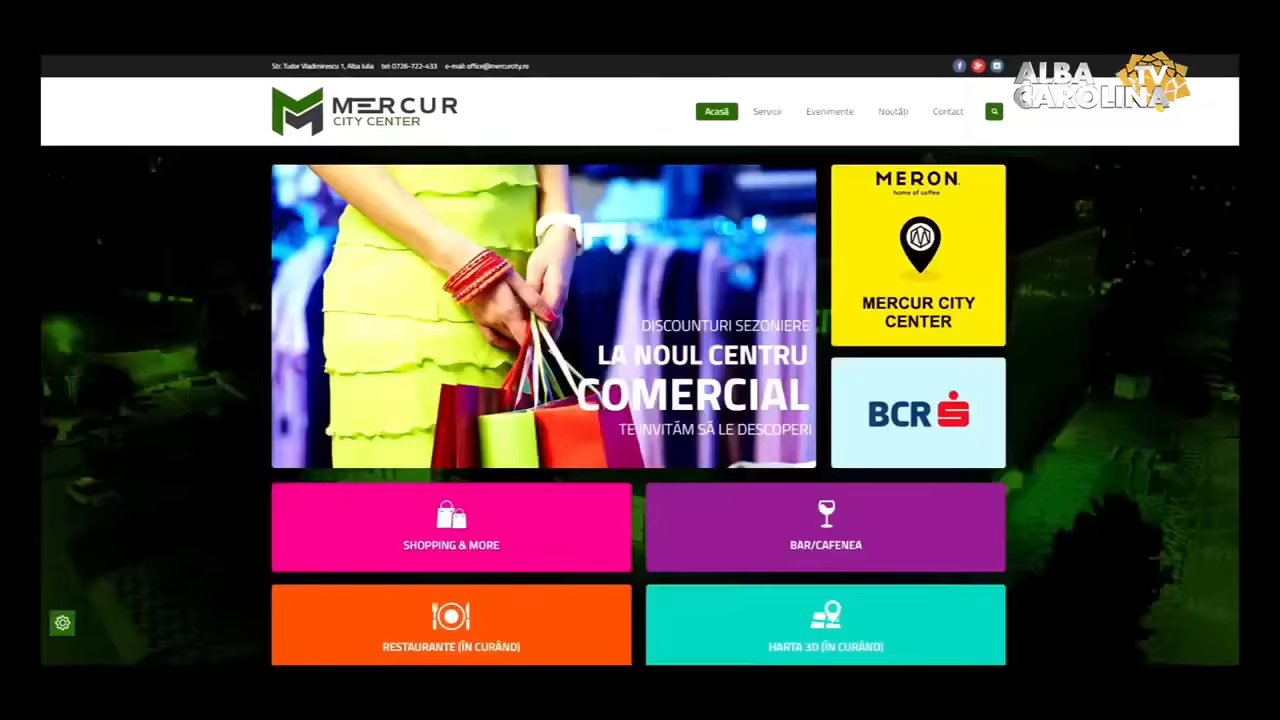 Str. Tudor Vladimirescu 1, Alba Iulia tel: 0726-722-433 e-mail: office@mercurcity.ro
ALBA TV
CAROLINA
MERCUR
CITY CENTER
Acasă Servicii Evenimente Noutăți Contact
MERON
home of coffee
MERCUR CITY
CENTER
DISCOUNTURI SEZONIERE
LA NOUL CENTRU
COMERCIAL
TE INVITĂM SĂ LE DESCOPERI
BCR
SHOPPING & MORE
BAR/CAFENEA
RESTAURANTE (ÎN CURÂND)
HARTA 3D (ÎN CURÂND)